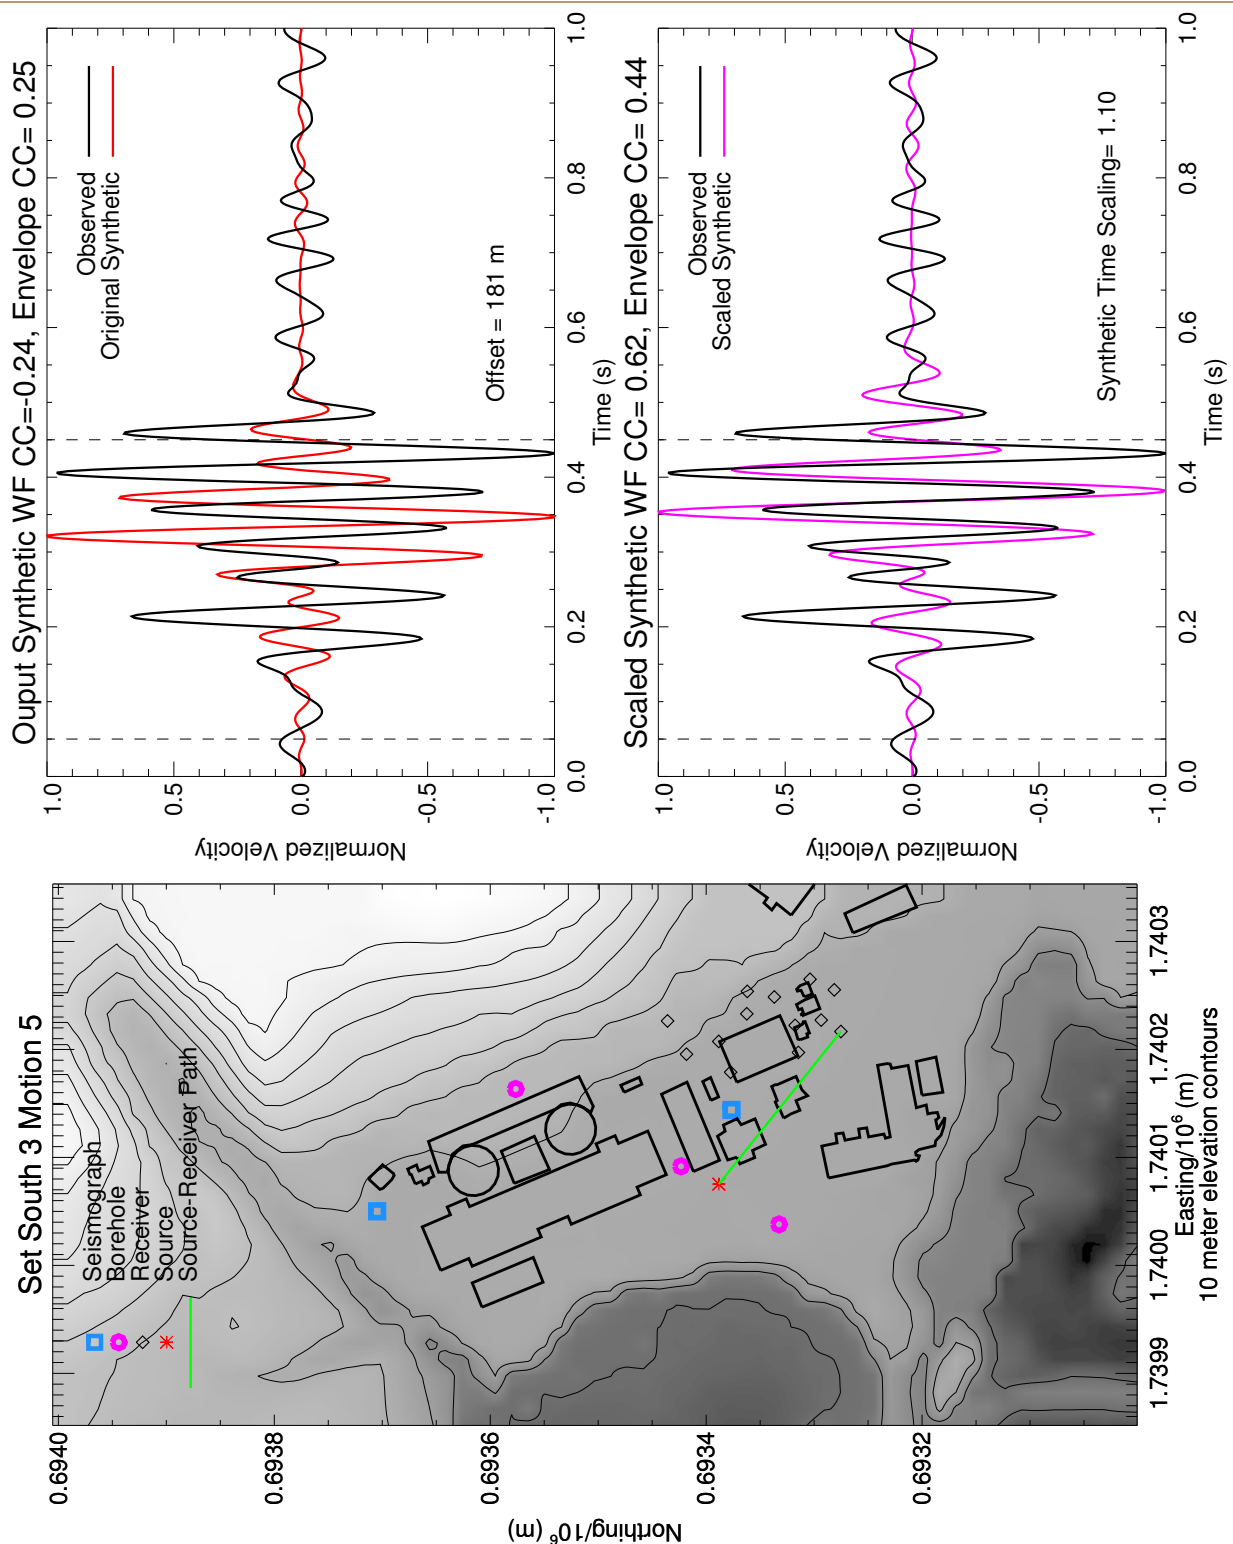 Set South 3 Motion 5
Seismograph
Borehole
Receiver
Source
Source-Receiver Path
0.6940
0.6938
0.6936
0.6934
0.6932
Northing/10⁶ (m)
1.7399
1.7400
1.7401
1.7402
1.7403
Easting/10⁶ (m)
10 meter elevation contours
Ouput Synthetic WF CC=-0.24, Envelope CC= 0.25
Observed
Original Synthetic
Offset = 181 m
1.0
0.5
0.0
-0.5
-1.0
Normalized Velocity
0.0
0.2
0.4
0.6
0.8
1.0
Time (s)
Scaled Synthetic WF CC= 0.62, Envelope CC= 0.44
Observed
Scaled Synthetic
Synthetic Time Scaling= 1.10
1.0
0.5
0.0
-0.5
-1.0
Normalized Velocity
0.0
0.2
0.4
0.6
0.8
1.0
Time (s)